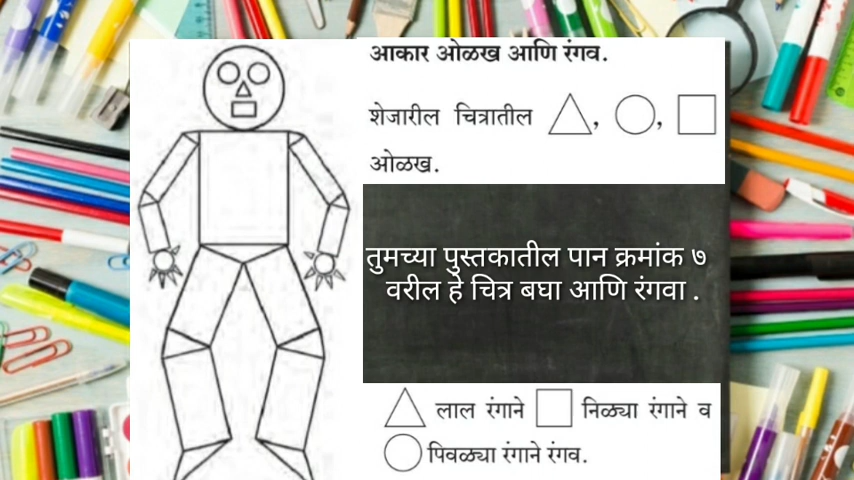 आकार ओळख आणि रंगव.
शेजारील चित्रातील △, ○, □
ओळख.
तुमच्या पुस्तकातील पान क्रमांक ७
वरील हे चित्र बघा आणि रंगवा .
△ लाल रंगाने □ निळ्या रंगाने व
○ पिवळ्या रंगाने रंगव.